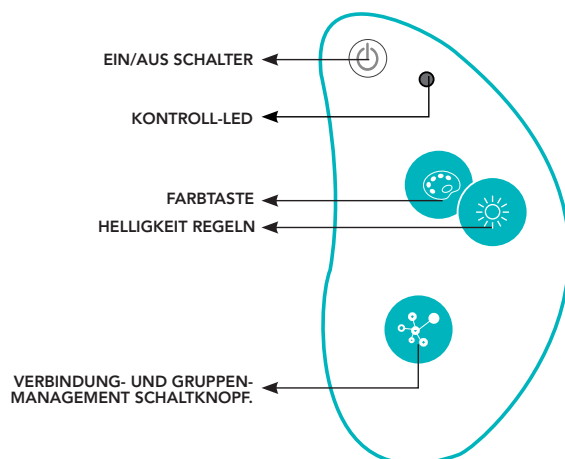 EIN/AUS SCHALTER
KONTROLL-LED
FARBTASTE
HELLIGKEIT REGELN
VERBINDUNG- UND GRUPPEN-
MANAGEMENT SCHALTKNOPF.